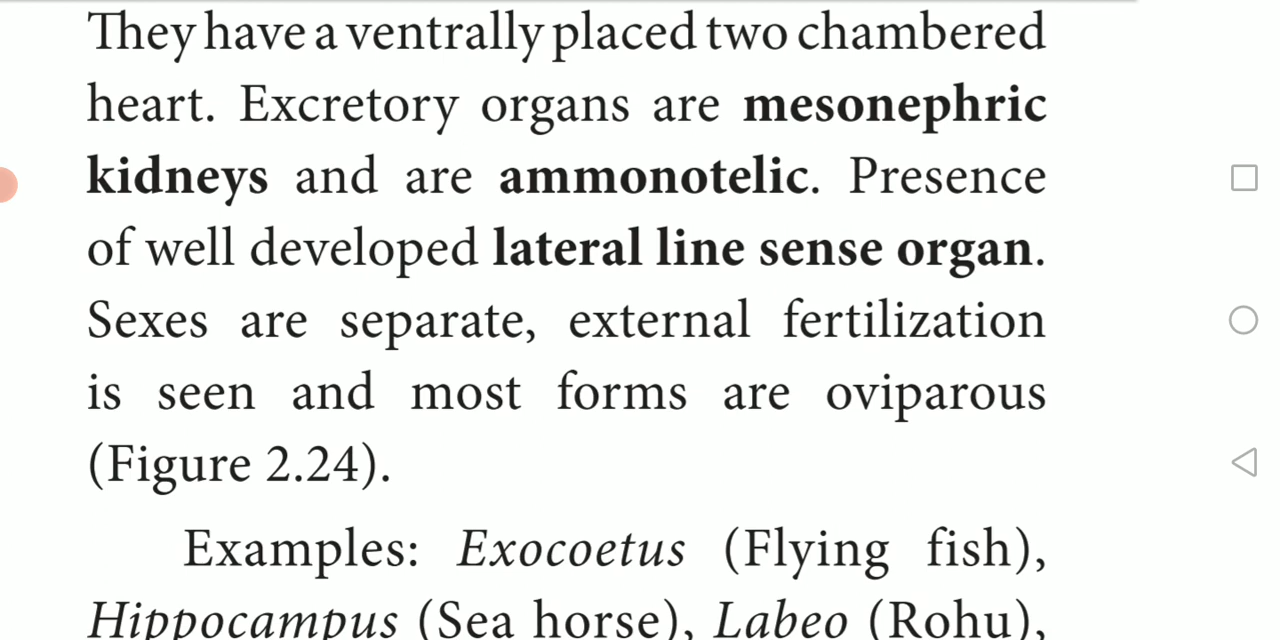 They have a ventrally placed two chambered
heart. Excretory organs are mesonephric
kidneys and are ammonotelic. Presence
of well developed lateral line sense organ.
Sexes are separate, external fertilization
is seen and most forms are oviparous
(Figure 2.24).
Examples: Exocoetus (Flying fish),
Hippocampus (Sea horse), Labeo (Rohu),